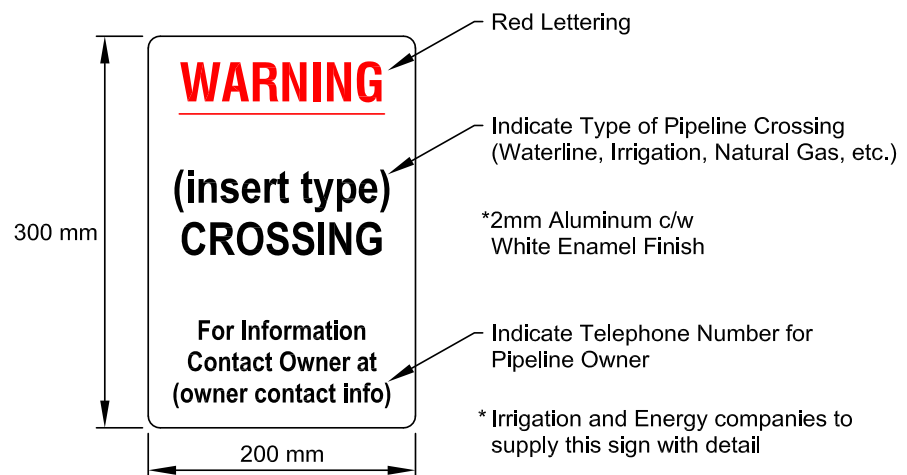 Red Lettering
WARNING
Indicate Type of Pipeline Crossing
(Waterline, Irrigation, Natural Gas, etc.)
(insert type)
CROSSING
*2mm Aluminum c/w
White Enamel Finish
300 mm
For Information
Contact Owner at
(owner contact info)
Indicate Telephone Number for
Pipeline Owner
* Irrigation and Energy companies to
supply this sign with detail
200 mm